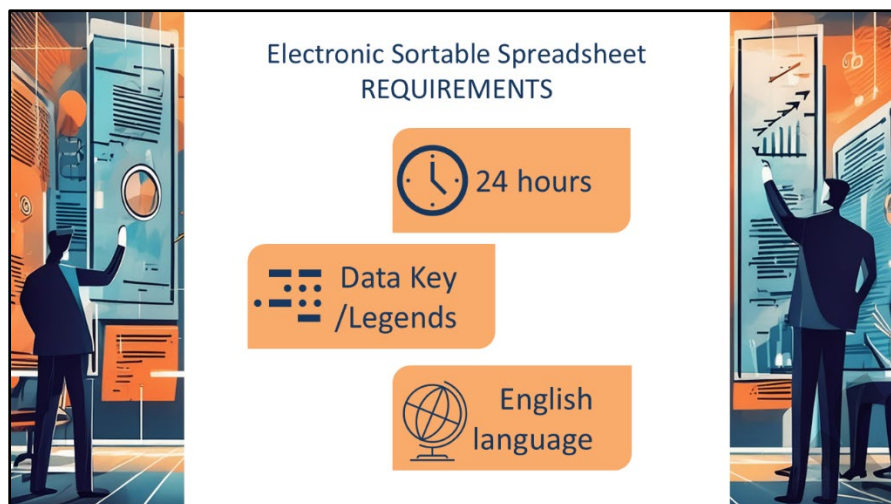 Electronic Sortable Spreadsheet
REQUIREMENTS
24 hours
Data Key
/Legends
English
language